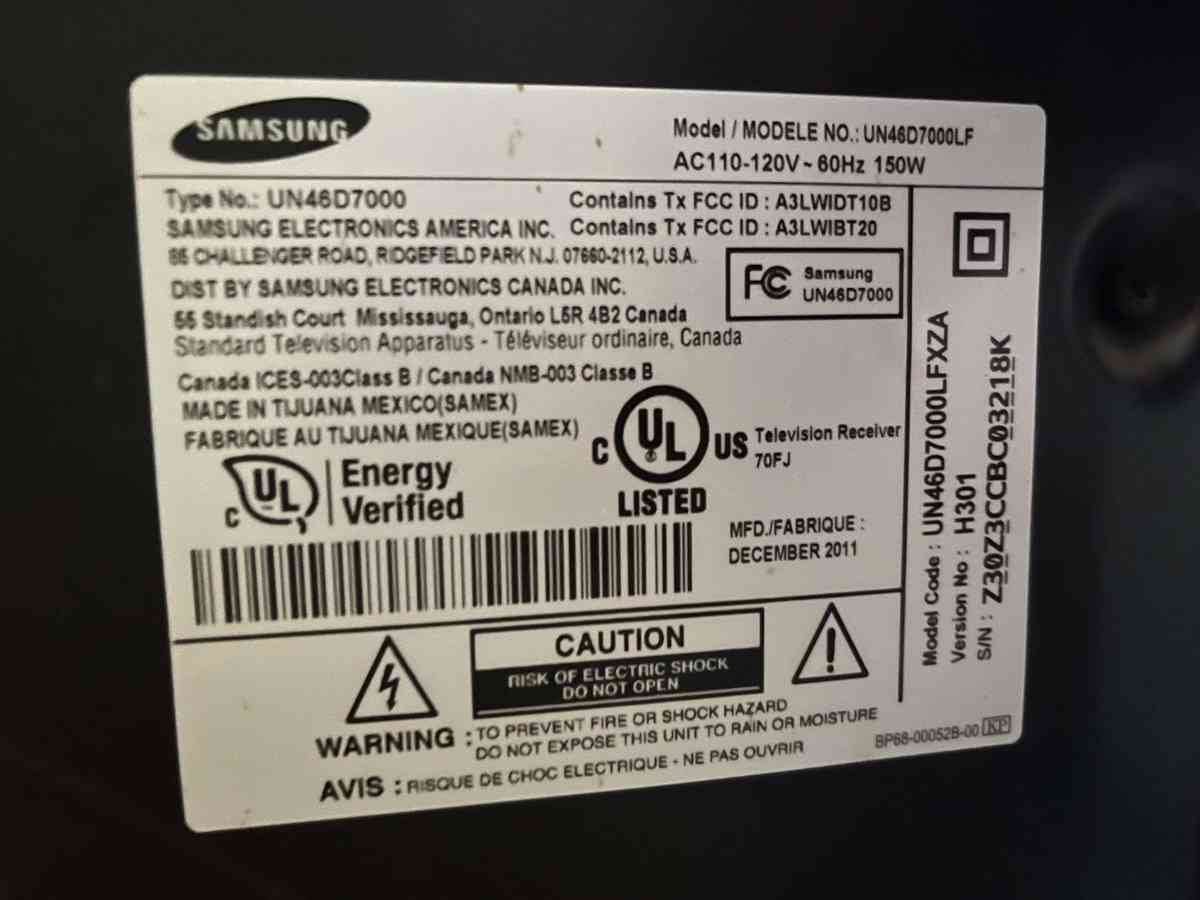 SAMSUNG
Model / MODELE NO.: UN46D7000LF
AC110-120V ~ 60Hz 150W
Type No.: UN46D7000
Contains Tx FCC ID : A3LWIDT10B
SAMSUNG ELECTRONICS AMERICA INC.
Contains Tx FCC ID : A3LWIBT20
85 CHALLENGER ROAD, RIDGEFIELD PARK N.J. 07660-2112, U.S.A.
DIST BY SAMSUNG ELECTRONICS CANADA INC.
55 Standish Court Mississauga, Ontario L5R 4B2 Canada
Standard Television Apparatus - Téléviseur ordinaire, Canada
FC Samsung
UN46D7000
Canada ICES-003Class B / Canada NMB-003 Classe B
MADE IN TIJUANA MEXICO(SAMEX)
FABRIQUE AU TIJUANA MEXIQUE(SAMEX)
C UL Energy
Verified
C UL US
LISTED
Television Receiver
70FJ
MFD./FABRIQUE :
DECEMBER 2011
Model Code : UN46D7000LFXZA
Version No : H301
S/N : Z30Z3CCBC03218K
CAUTION
RISK OF ELECTRIC SHOCK
DO NOT OPEN
WARNING : TO PREVENT FIRE OR SHOCK HAZARD
DO NOT EXPOSE THIS UNIT TO RAIN OR MOISTURE
AVIS : RISQUE DE CHOC ELECTRIQUE - NE PAS OUVRIR
BP68-00052B-00 KP